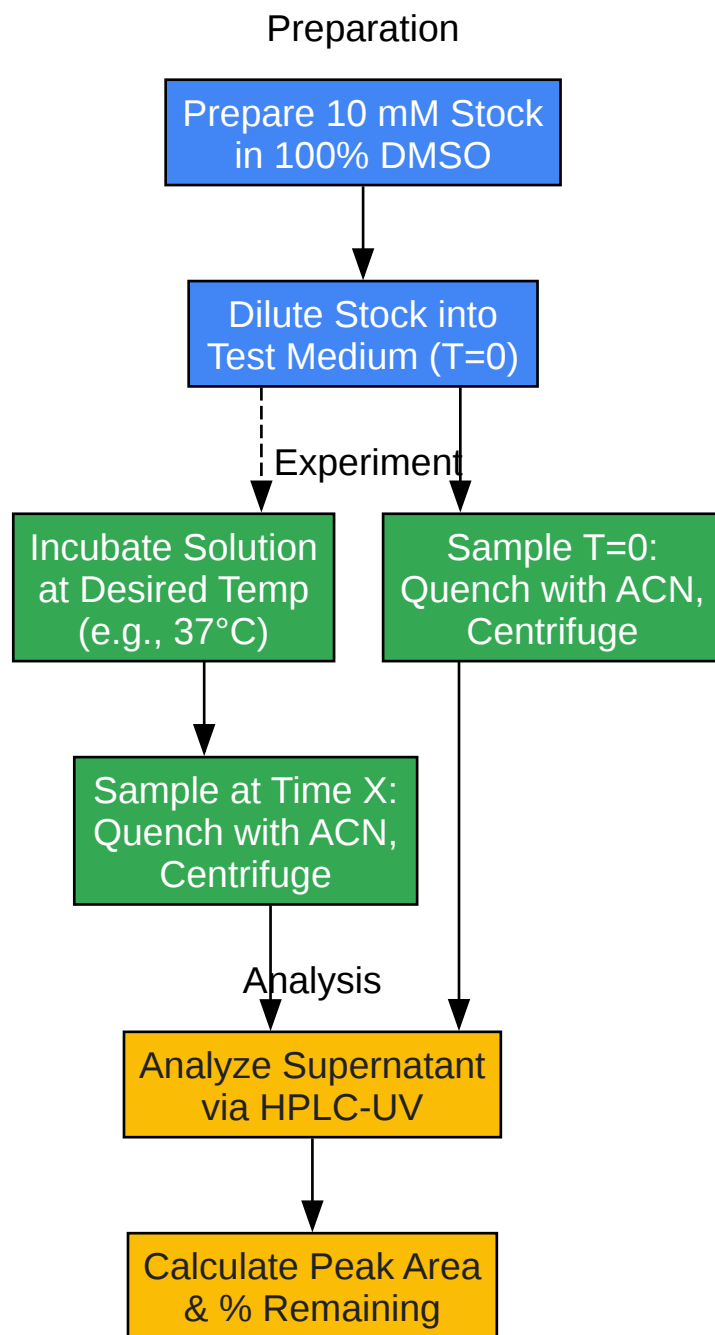 Preparation
Prepare 10 mM Stock
in 100% DMSO
Dilute Stock into
Test Medium (T=0)
Experiment
Incubate Solution
at Desired Temp
(e.g., 37°C)
Sample T=0:
Quench with ACN,
Centrifuge
Sample at Time X:
Quench with ACN,
Centrifuge
Analysis
Analyze Supernatant
via HPLC-UV
Calculate Peak Area
& % Remaining